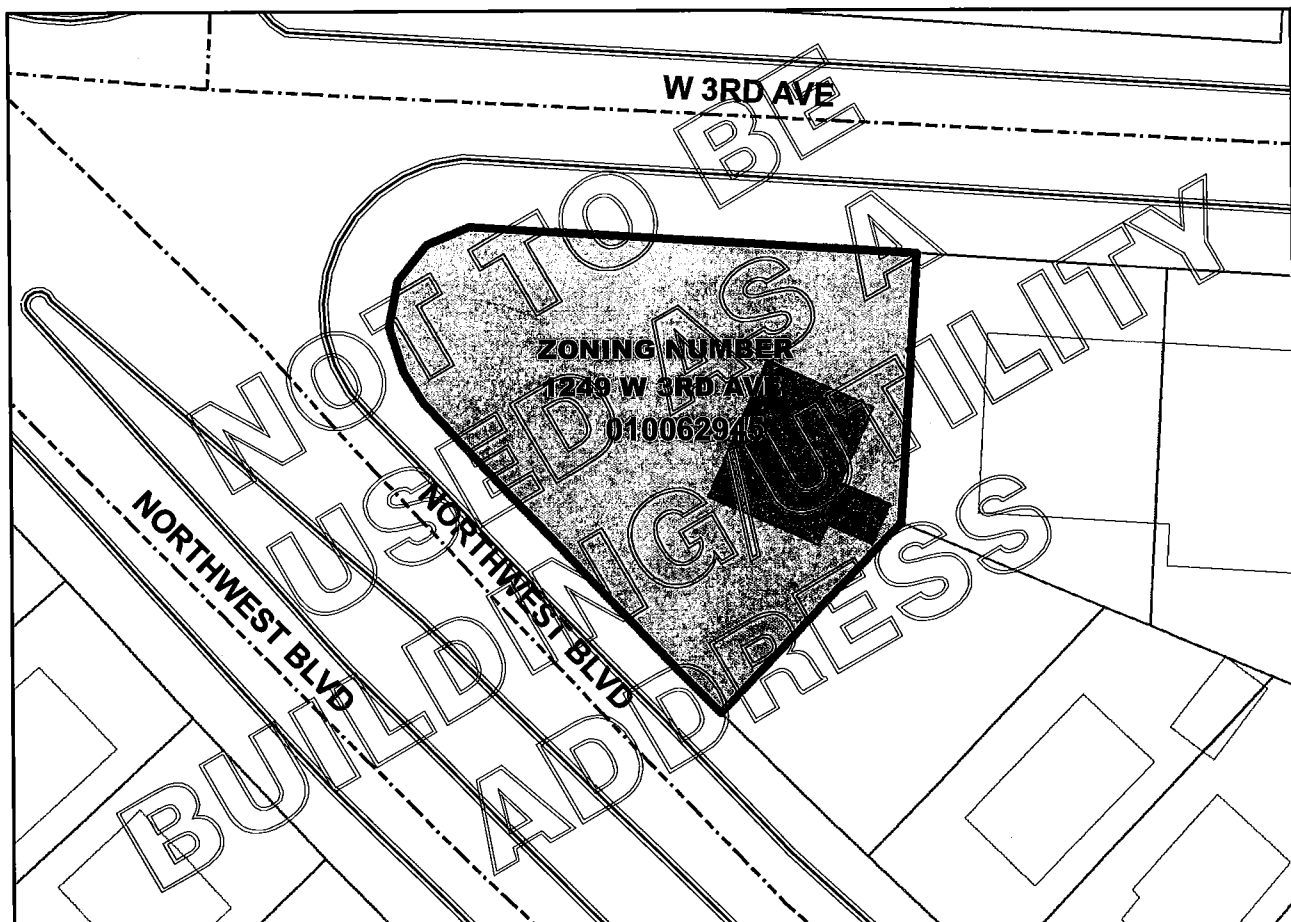 W 3RD AVE
ZONING NUMBER
1249 W 3RD AVE
010062945
NORTHWEST BLVD
NORTHWEST BLVD
NOT TO BE
USED AS A
BUILDING/UTILITY
ADDRESS